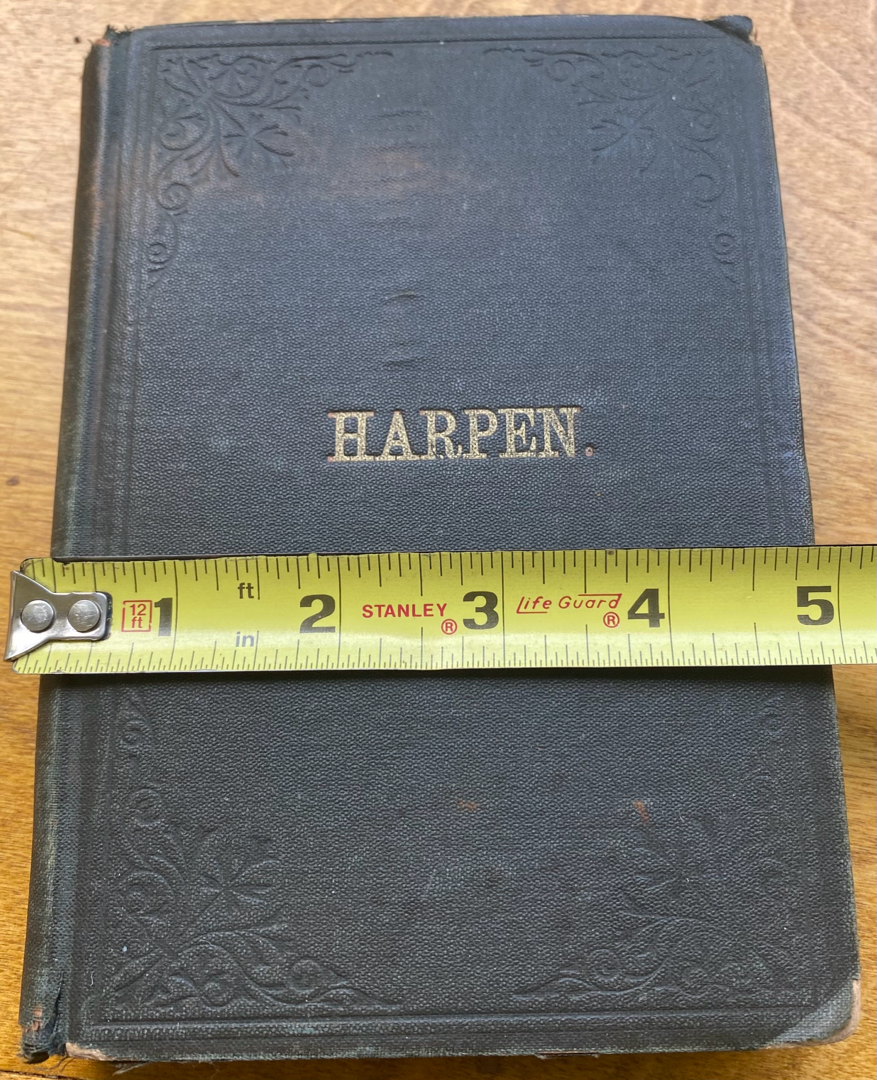 HARPEN.
12 ft 1 ft 2 STANLEY ® 3 Life Guard ® 4 5
in